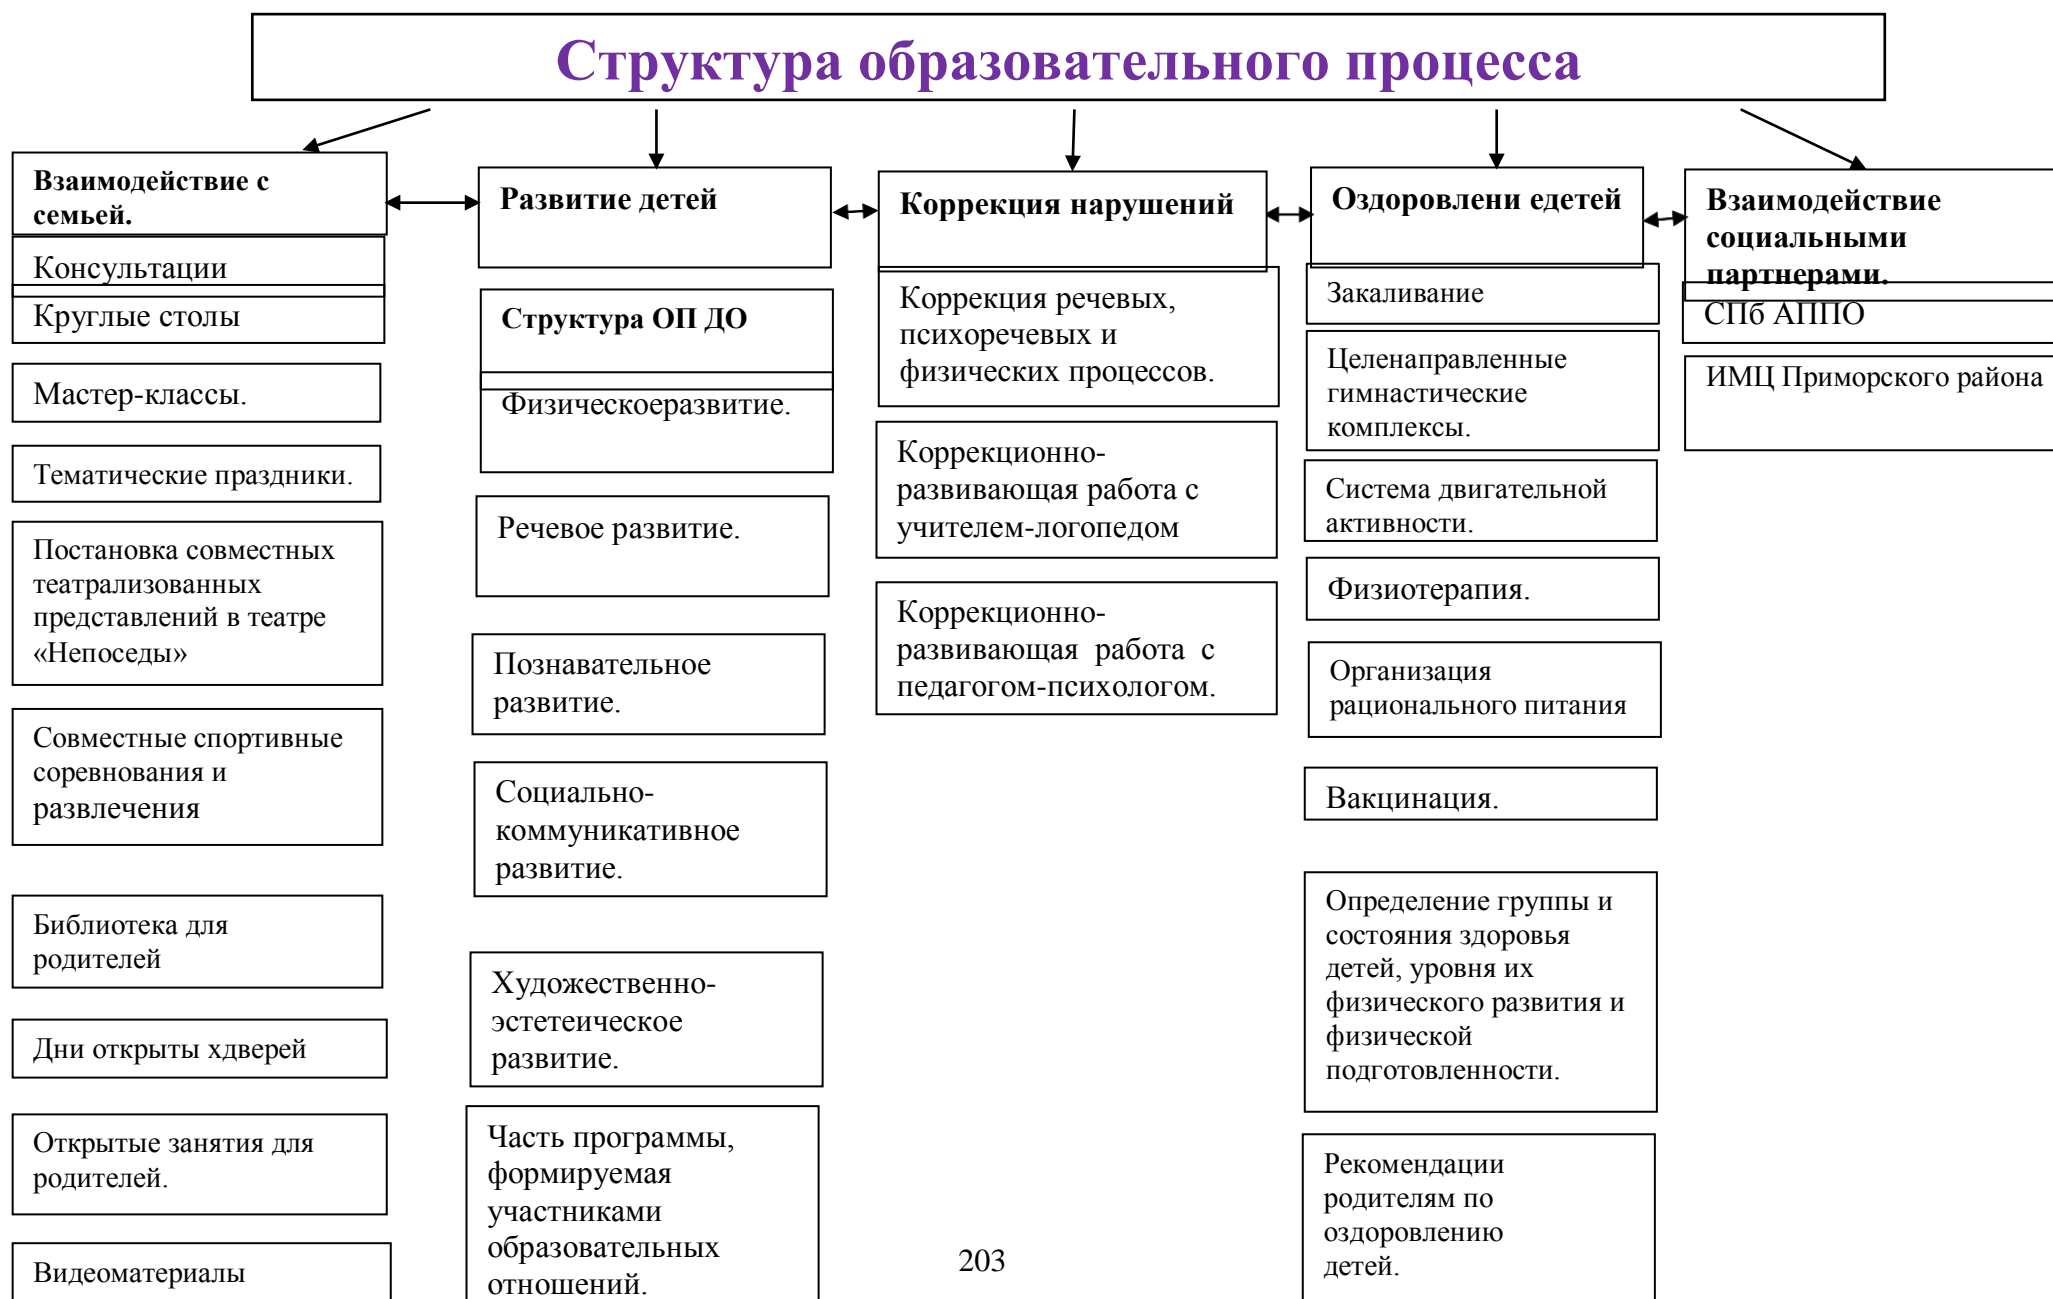 Структура образовательного процесса
Взаимодействие с
семьей.
Консультации
Круглые столы
Мастер-классы.
Тематические праздники.
Постановка совместных
театрализованных
представлений в театре
«Непоседы»
Совместные спортивные
соревнования и
развлечения
Библиотека для
родителей
Дни открыты хдверей
Открытые занятия для
родителей.
Видеоматериалы
Развитие детей
Структура ОП ДО
Физическоеразвитие.
Речевое развитие.
Познавательное
развитие.
Социально-
коммуникативное
развитие.
Художественно-
эстетеическое
развитие.
Часть программы,
формируемая
участниками
образовательных
отношений.
Коррекция нарушений
Коррекция речевых,
психоречевых и
физических процессов.
Коррекционно-
развивающая работа с
учителем-логопедом
Коррекционно-
развивающая работа с
педагогом-психологом.
Оздоровлени едетей
Закаливание
Целенаправленные
гимнастические
комплексы.
Система двигательной
активности.
Физиотерапия.
Организация
рационального питания
Вакцинация.
Определение группы и
состояния здоровья
детей, уровня их
физического развития и
физической
подготовленности.
Рекомендации
родителям по
оздоровлению
детей.
Взаимодействие
социальными
партнерами.
СПб АППО
ИМЦ Приморского района
203